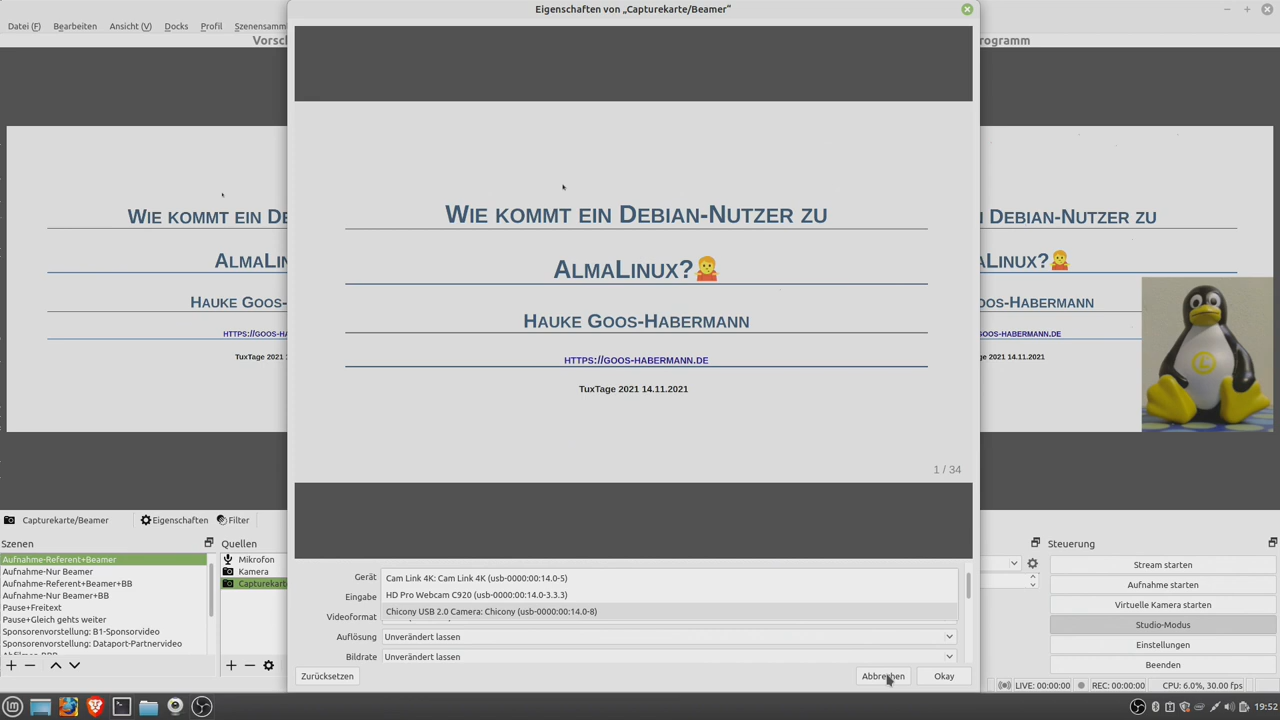 Eigenschaften von „Capturekarte/Beamer"
Datei (F)
Bearbeiten
Ansicht (V)
Docks
Profil
Szenensamm
Vorsch
rogramm
WIE KOMMT EIN DE
ALMALIN
HAUKE GOOS-
HTTPS://GOOS-HA
TUXTAGE 2021 1
WIE KOMMT EIN DEBIAN-NUTZER ZU
ALMALINUX?🤷
HAUKE GOOS-HABERMANN
HTTPS://GOOS-HABERMANN.DE
TuxTage 2021 14.11.2021
1 / 34
DEBIAN-NUTZER ZU
ALINUX?🤷
OOS-HABERMANN
OOS-HABERMANN.DE
2021 14.11.2021
Capturekarte/Beamer
Eigenschaften
Filter
Szenen
Aufnahme-Referent+Beamer
Aufnahme-Nur Beamer
Aufnahme-Referent+Beamer+BB
Aufnahme-Nur Beamer+BB
Pause+Freitext
Pause+Gleich gehts weiter
Sponsorenvideo: B1-Sponsorvideo
Sponsorenvideo: Dataport-Partnervideo
Quellen
Mikrofon
Kamera
Capturekart
Gerät
Cam Link 4K: Cam Link 4K (usb-0000:00:14.0-5)
Eingabe
HD Pro Webcam C920 (usb-0000:00:14.0-3.3.3)
Videoformat
Chicony USB 2.0 Camera: Chicony (usb-0000:00:14.0-8)
Auflösung
Unverändert lassen
Bildrate
Unverändert lassen
Zurücksetzen
Abbrechen
Okay
Steuerung
Stream starten
Aufnahme starten
Virtuelle Kamera starten
Studio-Modus
Einstellungen
Beenden
LIVE: 00:00:00
REC: 00:00:00
CPU: 6.0%, 30.00 fps
19:52